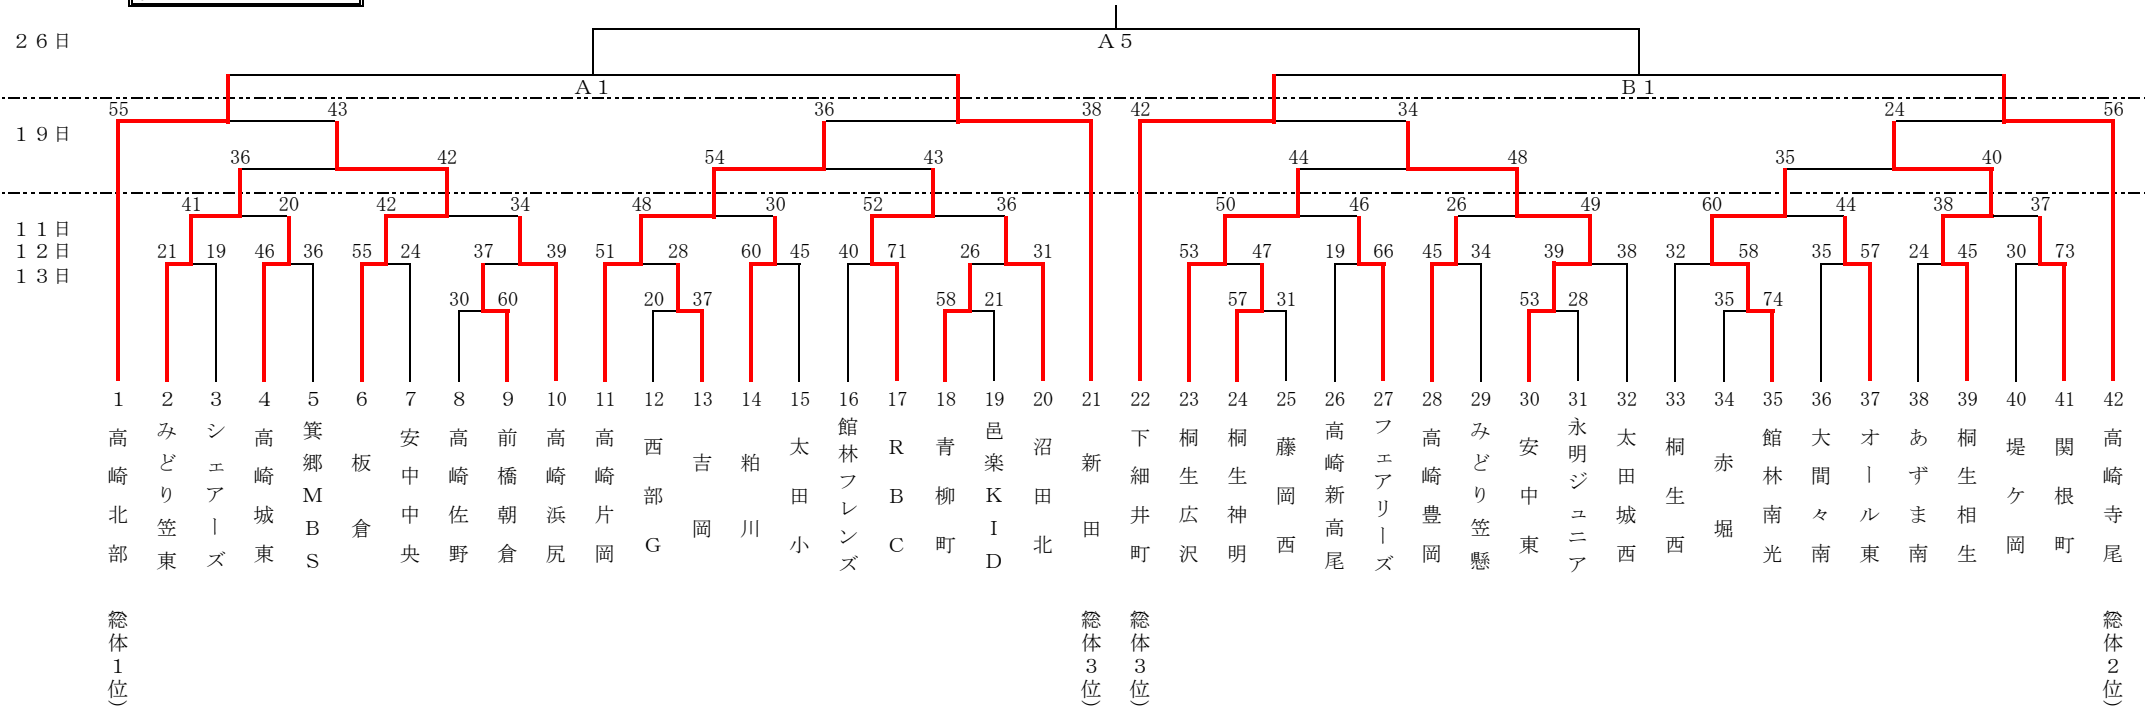 ２６日
Ａ５
Ａ１
Ｂ１
55 43 36 38 42 34 24 56
１９日
36 42 54 43 44 48 35 40
41 20 42 34 48 30 52 36 50 46 26 49 60 44 38 37
１１日
１２日
１３日
21 19 46 36 55 24 37 39 51 28 60 45 40 71 26 31 53 47 19 66 45 34 39 38 32 58 35 57 24 45 30 73
30 60 20 37 58 21 57 31 53 28 35 74
1 2 3 4 5 6 7 8 9 10 11 12 13 14 15 16 17 18 19 20 21 22 23 24 25 26 27 28 29 30 31 32 33 34 35 36 37 38 39 40 41 42
高崎北部
みどり笠東
シェアーズ
高崎城東
箕郷ＭＢＳ
板倉
安中中央
高崎佐野
前橋朝倉
高崎浜尻
高崎片岡
西部Ｇ
吉岡
粕川
太田小
館林フレンズ
ＲＢＣ
青柳町
邑楽ＫＩＤ
沼田北
新田
下細井町
桐生広沢
桐生神明
藤岡西
高崎新高尾
フェアリーズ
高崎豊岡
みどり笠懸
安中東
永明ジュニア
太田城西
桐生西
赤堀
館林南光
大間々南
オール東
あずま南
桐生相生
堤ケ岡
関根町
高崎寺尾
（総体１位）
（総体３位）
（総体３位）
（総体２位）